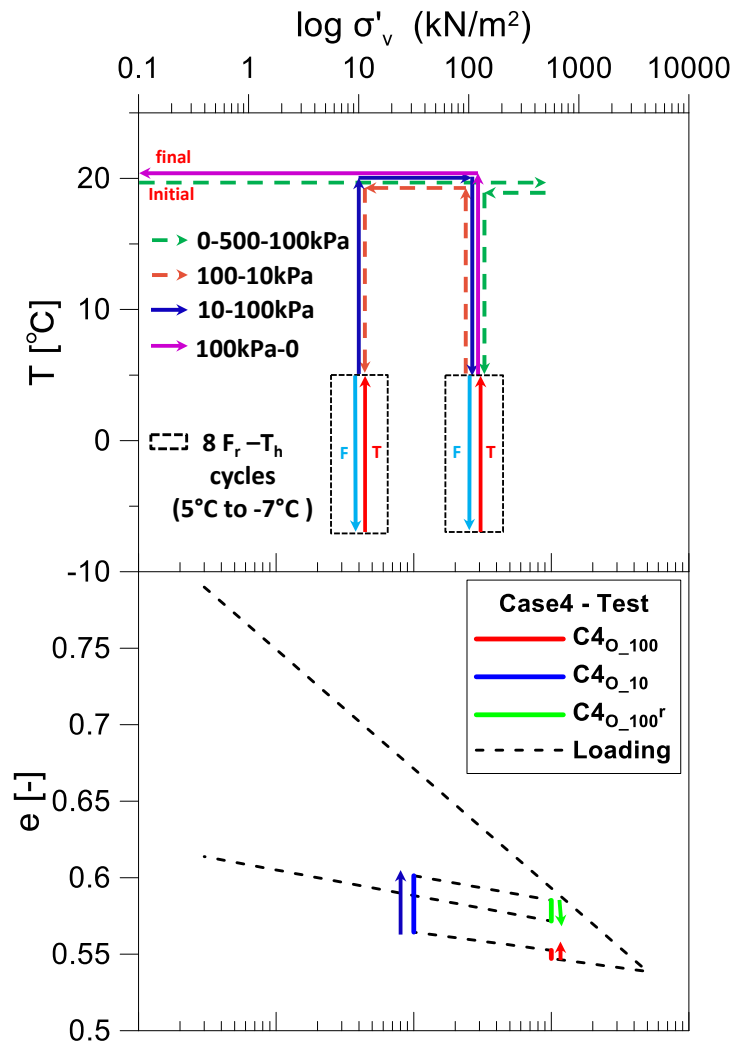 log σ'ᵥ (kN/m²)
0.1 1 10 100 1000 10000
final
Initial
20
0-500-100kPa
100-10kPa
10-100kPa
100kPa-0
10
T [°C]
0
8 Fᵣ –Tₕ
cycles
(5°C to -7°C )
F T F T
-10
Case4 - Test
C4O_100
C4O_10
C4O_100ʳ
Loading
0.75
0.7
0.65
e [-]
0.6
0.55
0.5